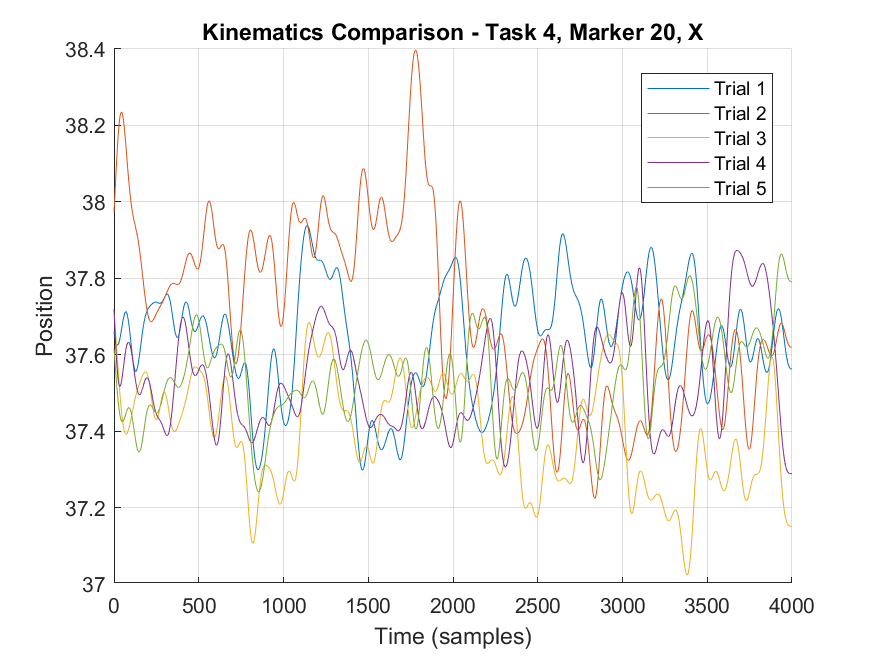 Kinematics Comparison - Task 4, Marker 20, X
38.4
38.2
38
37.8
37.6
37.4
37.2
37
Position
Trial 1
Trial 2
Trial 3
Trial 4
Trial 5
0 500 1000 1500 2000 2500 3000 3500 4000
Time (samples)